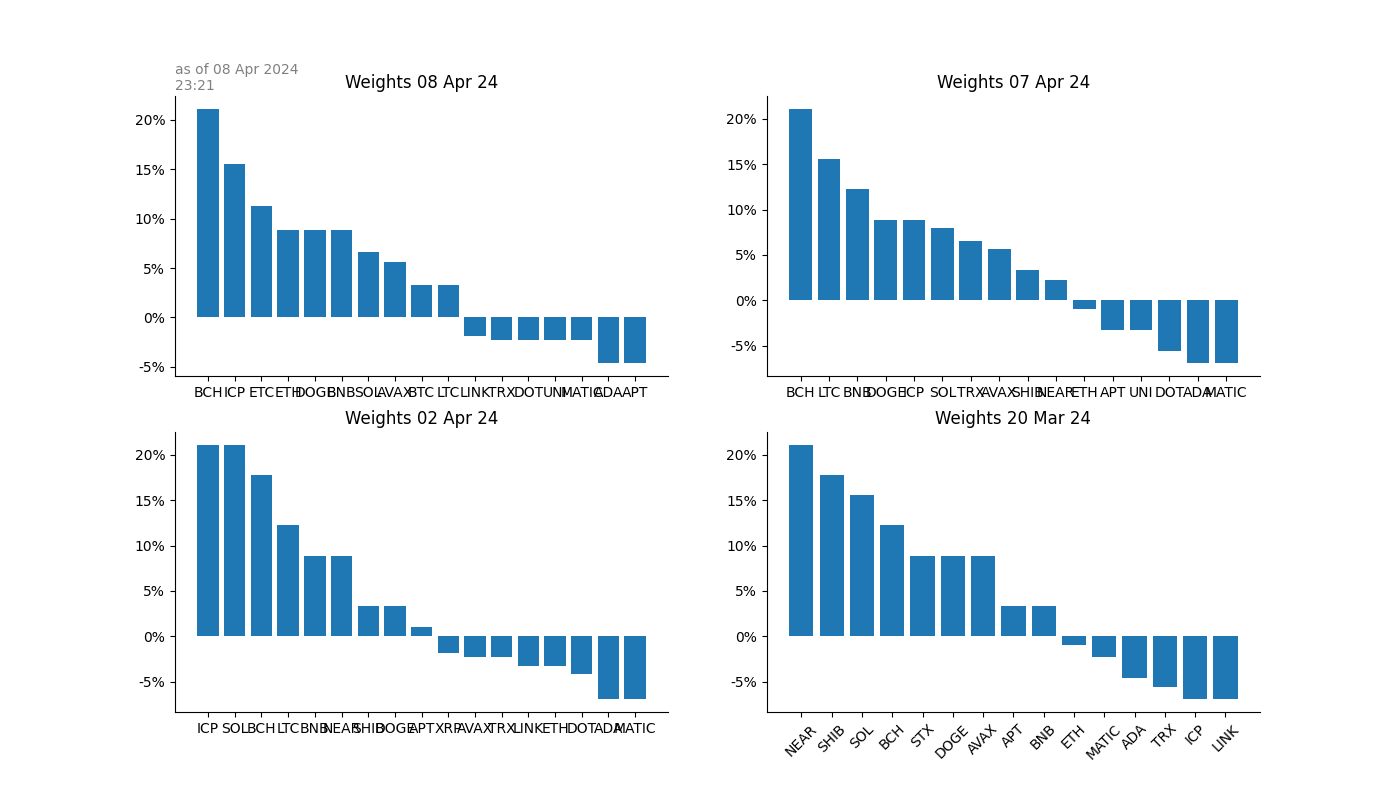 as of 08 Apr 2024
23:21
Weights 08 Apr 24
20%
15%
10%
5%
0%
-5%
BCH ICP ETC ETH DOGE BNB SOL AVAX BTC LTC LINK TRX DOT UNI MATIC ADA APT
Weights 07 Apr 24
20%
15%
10%
5%
0%
-5%
BCH LTC BNB DOGE ICP SOL TRX AVAX SHIB NEAR ETH APT UNI DOT ADA MATIC
Weights 02 Apr 24
20%
15%
10%
5%
0%
-5%
ICP SOL BCH LTC BNB NEAR SHIB DOGE APT XRP AVAX TRX LINK ETH DOT ADA MATIC
Weights 20 Mar 24
20%
15%
10%
5%
0%
-5%
NEAR SHIB SOL BCH STX DOGE AVAX APT BNB ETH MATIC ADA TRX ICP LINK